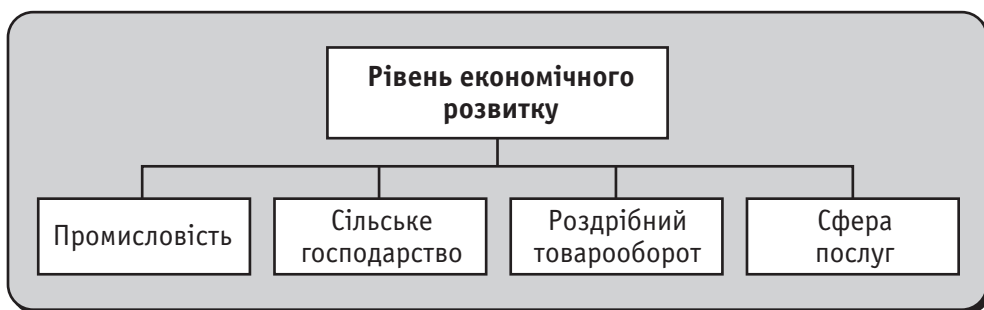 Рівень економічного
розвитку
Промисловість
Сільське
господарство
Роздрібний
товарооборот
Сфера
послуг